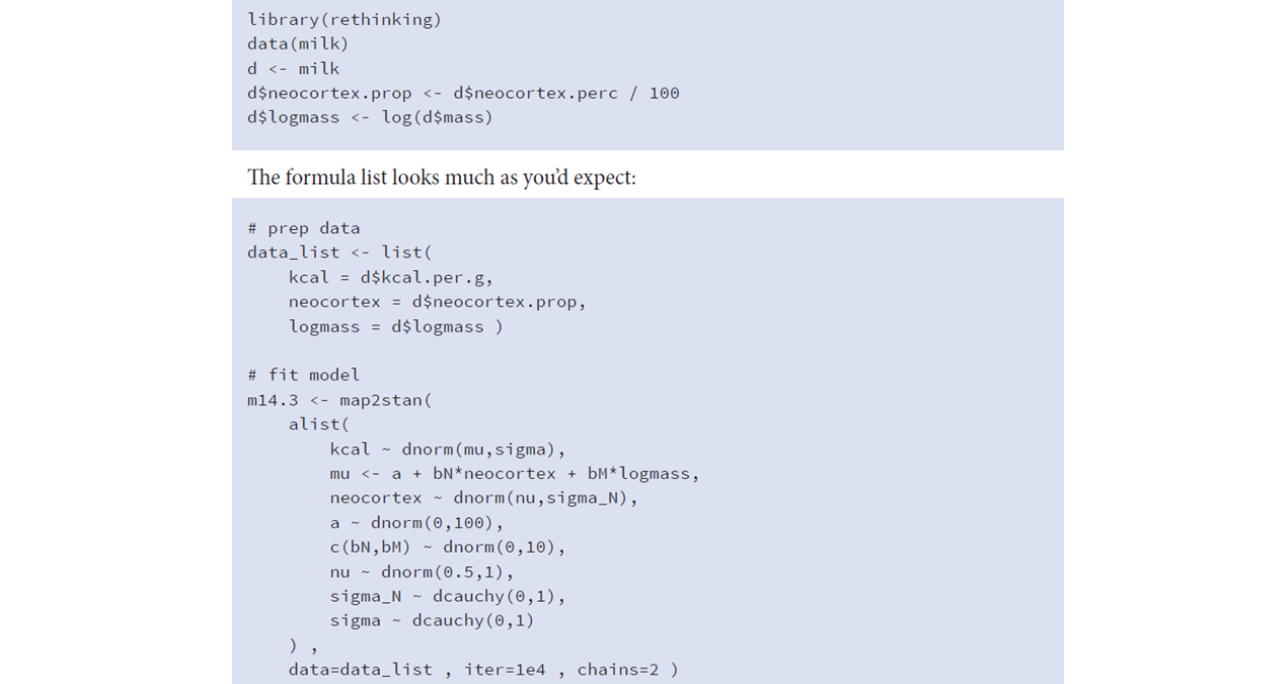 library(rethinking)
data(milk)
d <- milk
d$neocortex.prop <- d$neocortex.perc / 100
d$logmass <- log(d$mass)
The formula list looks much as you'd expect:
# prep data
data_list <- list(
    kcal = d$kcal.per.g,
    neocortex = d$neocortex.prop,
    logmass = d$logmass )
# fit model
m14.3 <- map2stan(
    alist(
        kcal ~ dnorm(mu,sigma),
        mu <- a + bN*neocortex + bM*logmass,
        neocortex ~ dnorm(nu,sigma_N),
        a ~ dnorm(0,100),
        c(bN,bM) ~ dnorm(0,10),
        nu ~ dnorm(0.5,1),
        sigma_N ~ dcauchy(0,1),
        sigma ~ dcauchy(0,1)
    ) ,
    data=data_list , iter=1e4 , chains=2 )